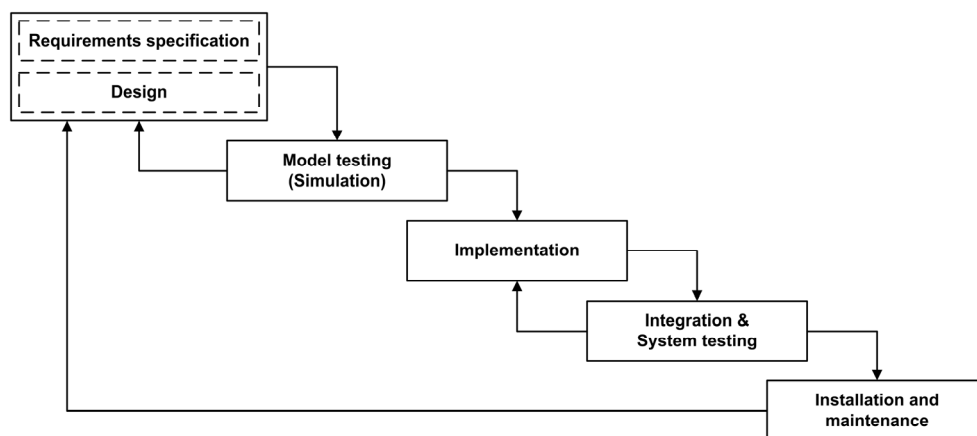 Requirements specification
Design
Model testing
(Simulation)
Implementation
Integration &
System testing
Installation and
maintenance